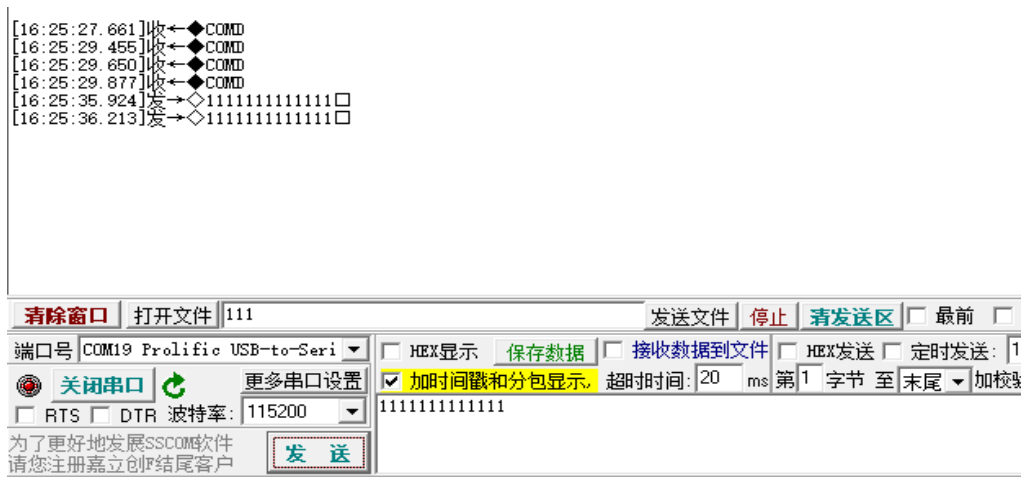 [16:25:27.661]收←◆COMD
[16:25:29.455]收←◆COMD
[16:25:29.650]收←◆COMD
[16:25:29.877]收←◆COMD
[16:25:35.924]发→◇1111111111111□
[16:25:36.213]发→◇1111111111111□
清除窗口 打开文件 111 发送文件 停止 清发送区 最前
端口号 COM19 Prolific USB-to-Seri HEX显示 保存数据 接收数据到文件 HEX发送 定时发送: 1
关闭串口 更多串口设置 加时间戳和分包显示, 超时时间: 20 ms 第1 字节 至 末尾 加校验
RTS DTR 波特率: 115200 1111111111111
为了更好地发展SSCOM软件
请您注册嘉立创F结尾客户
发 送